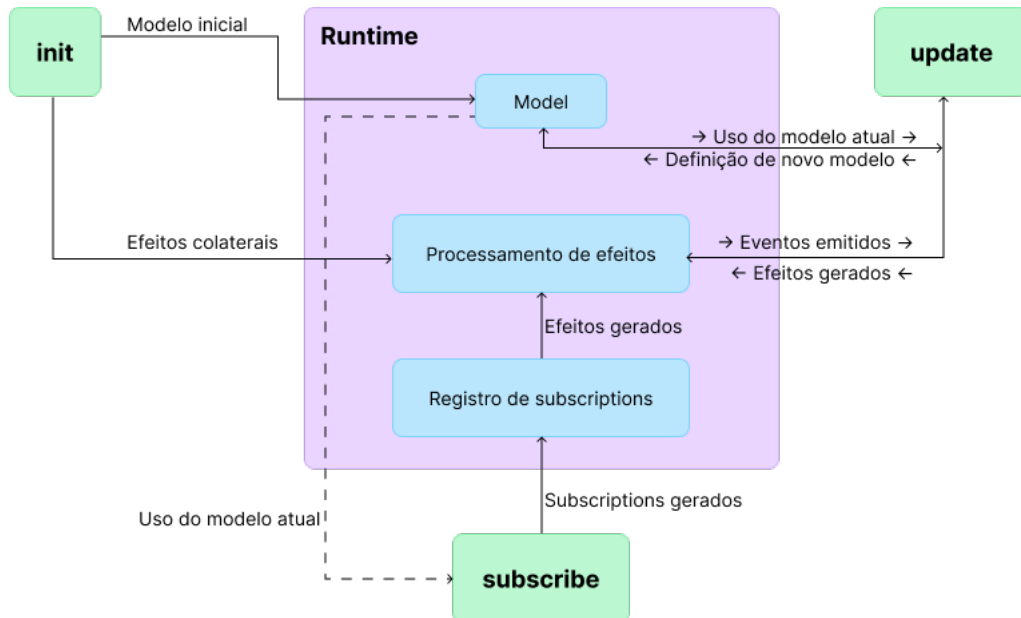 Modelo inicial
Runtime
init
update
Model
→ Uso do modelo atual →
← Definição de novo modelo ←
Efeitos colaterais
Processamento de efeitos
→ Eventos emitidos →
← Efeitos gerados ←
Efeitos gerados
Registro de subscriptions
Subscriptions gerados
Uso do modelo atual
subscribe